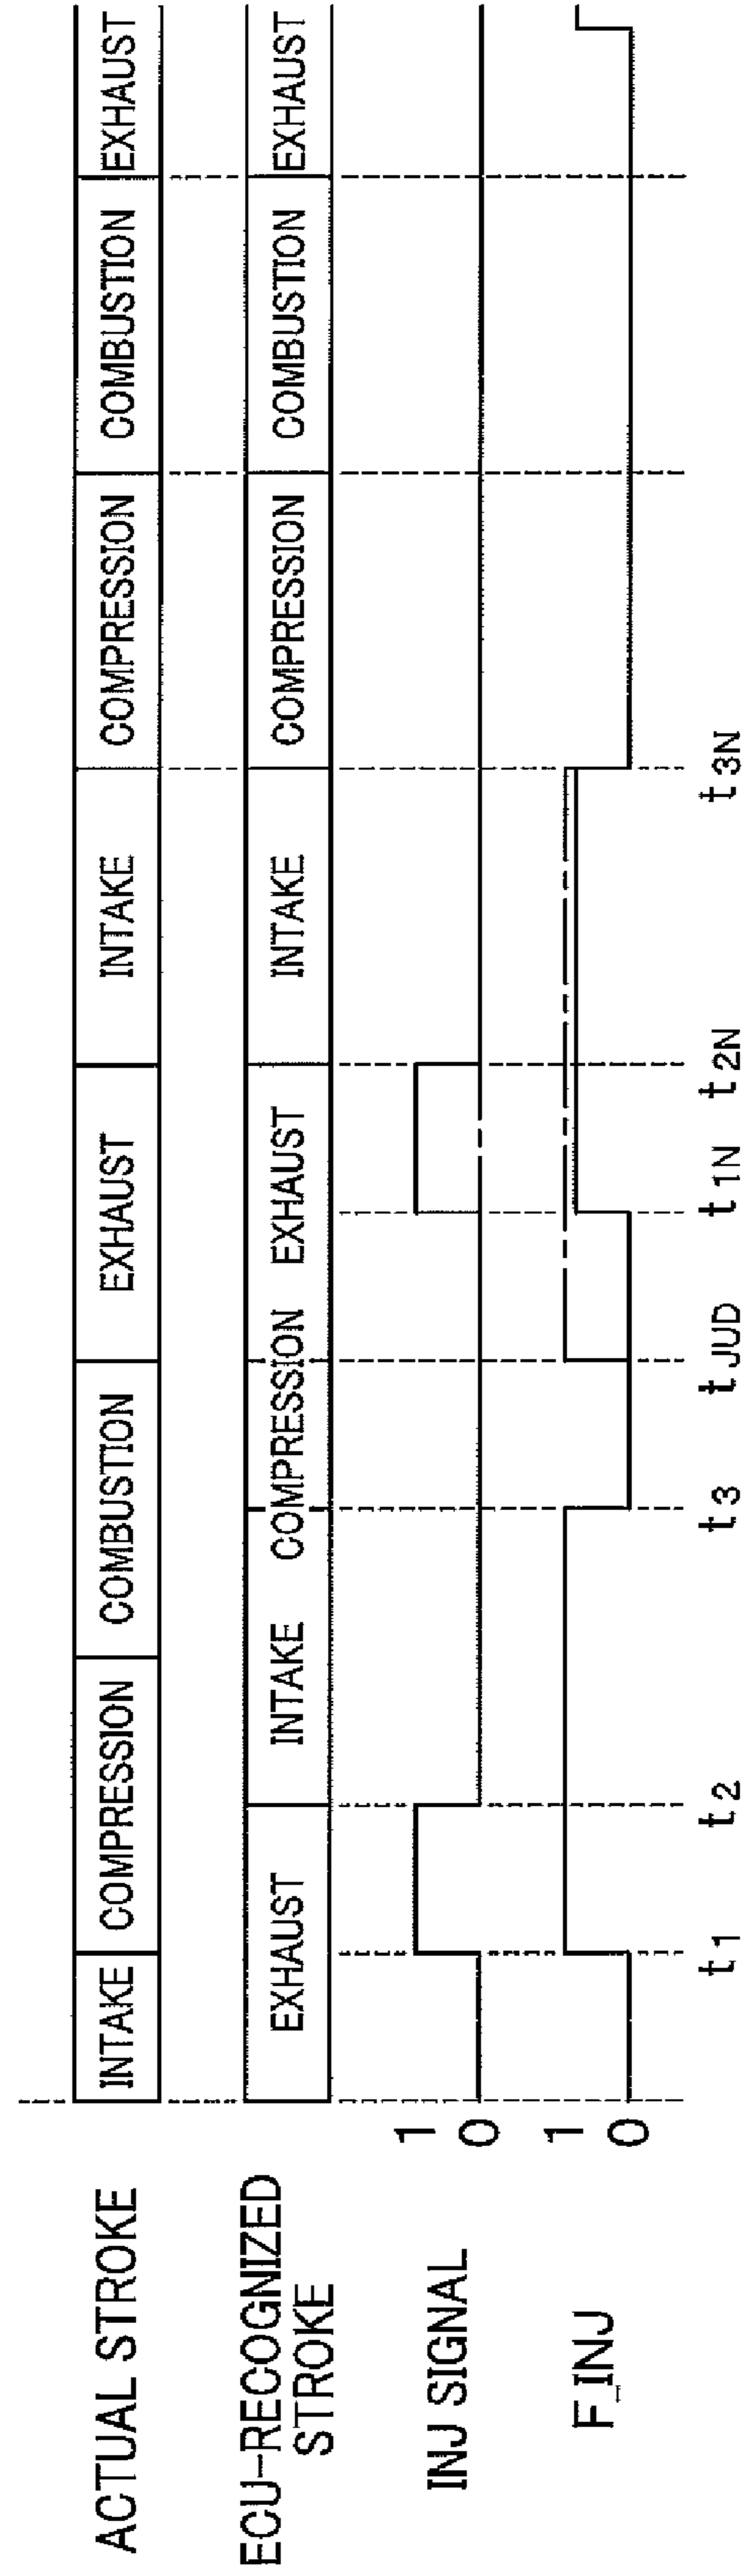 ACTUAL STROKE
INTAKE COMPRESSION COMBUSTION EXHAUST INTAKE COMPRESSION COMBUSTION EXHAUST
ECU-RECOGNIZED
STROKE
EXHAUST INTAKE COMPRESSION EXHAUST INTAKE COMPRESSION COMBUSTION EXHAUST
INJ SIGNAL
1
0
F_INJ
1
0
t1 t2 t3 tJUD t1N t2N t3N